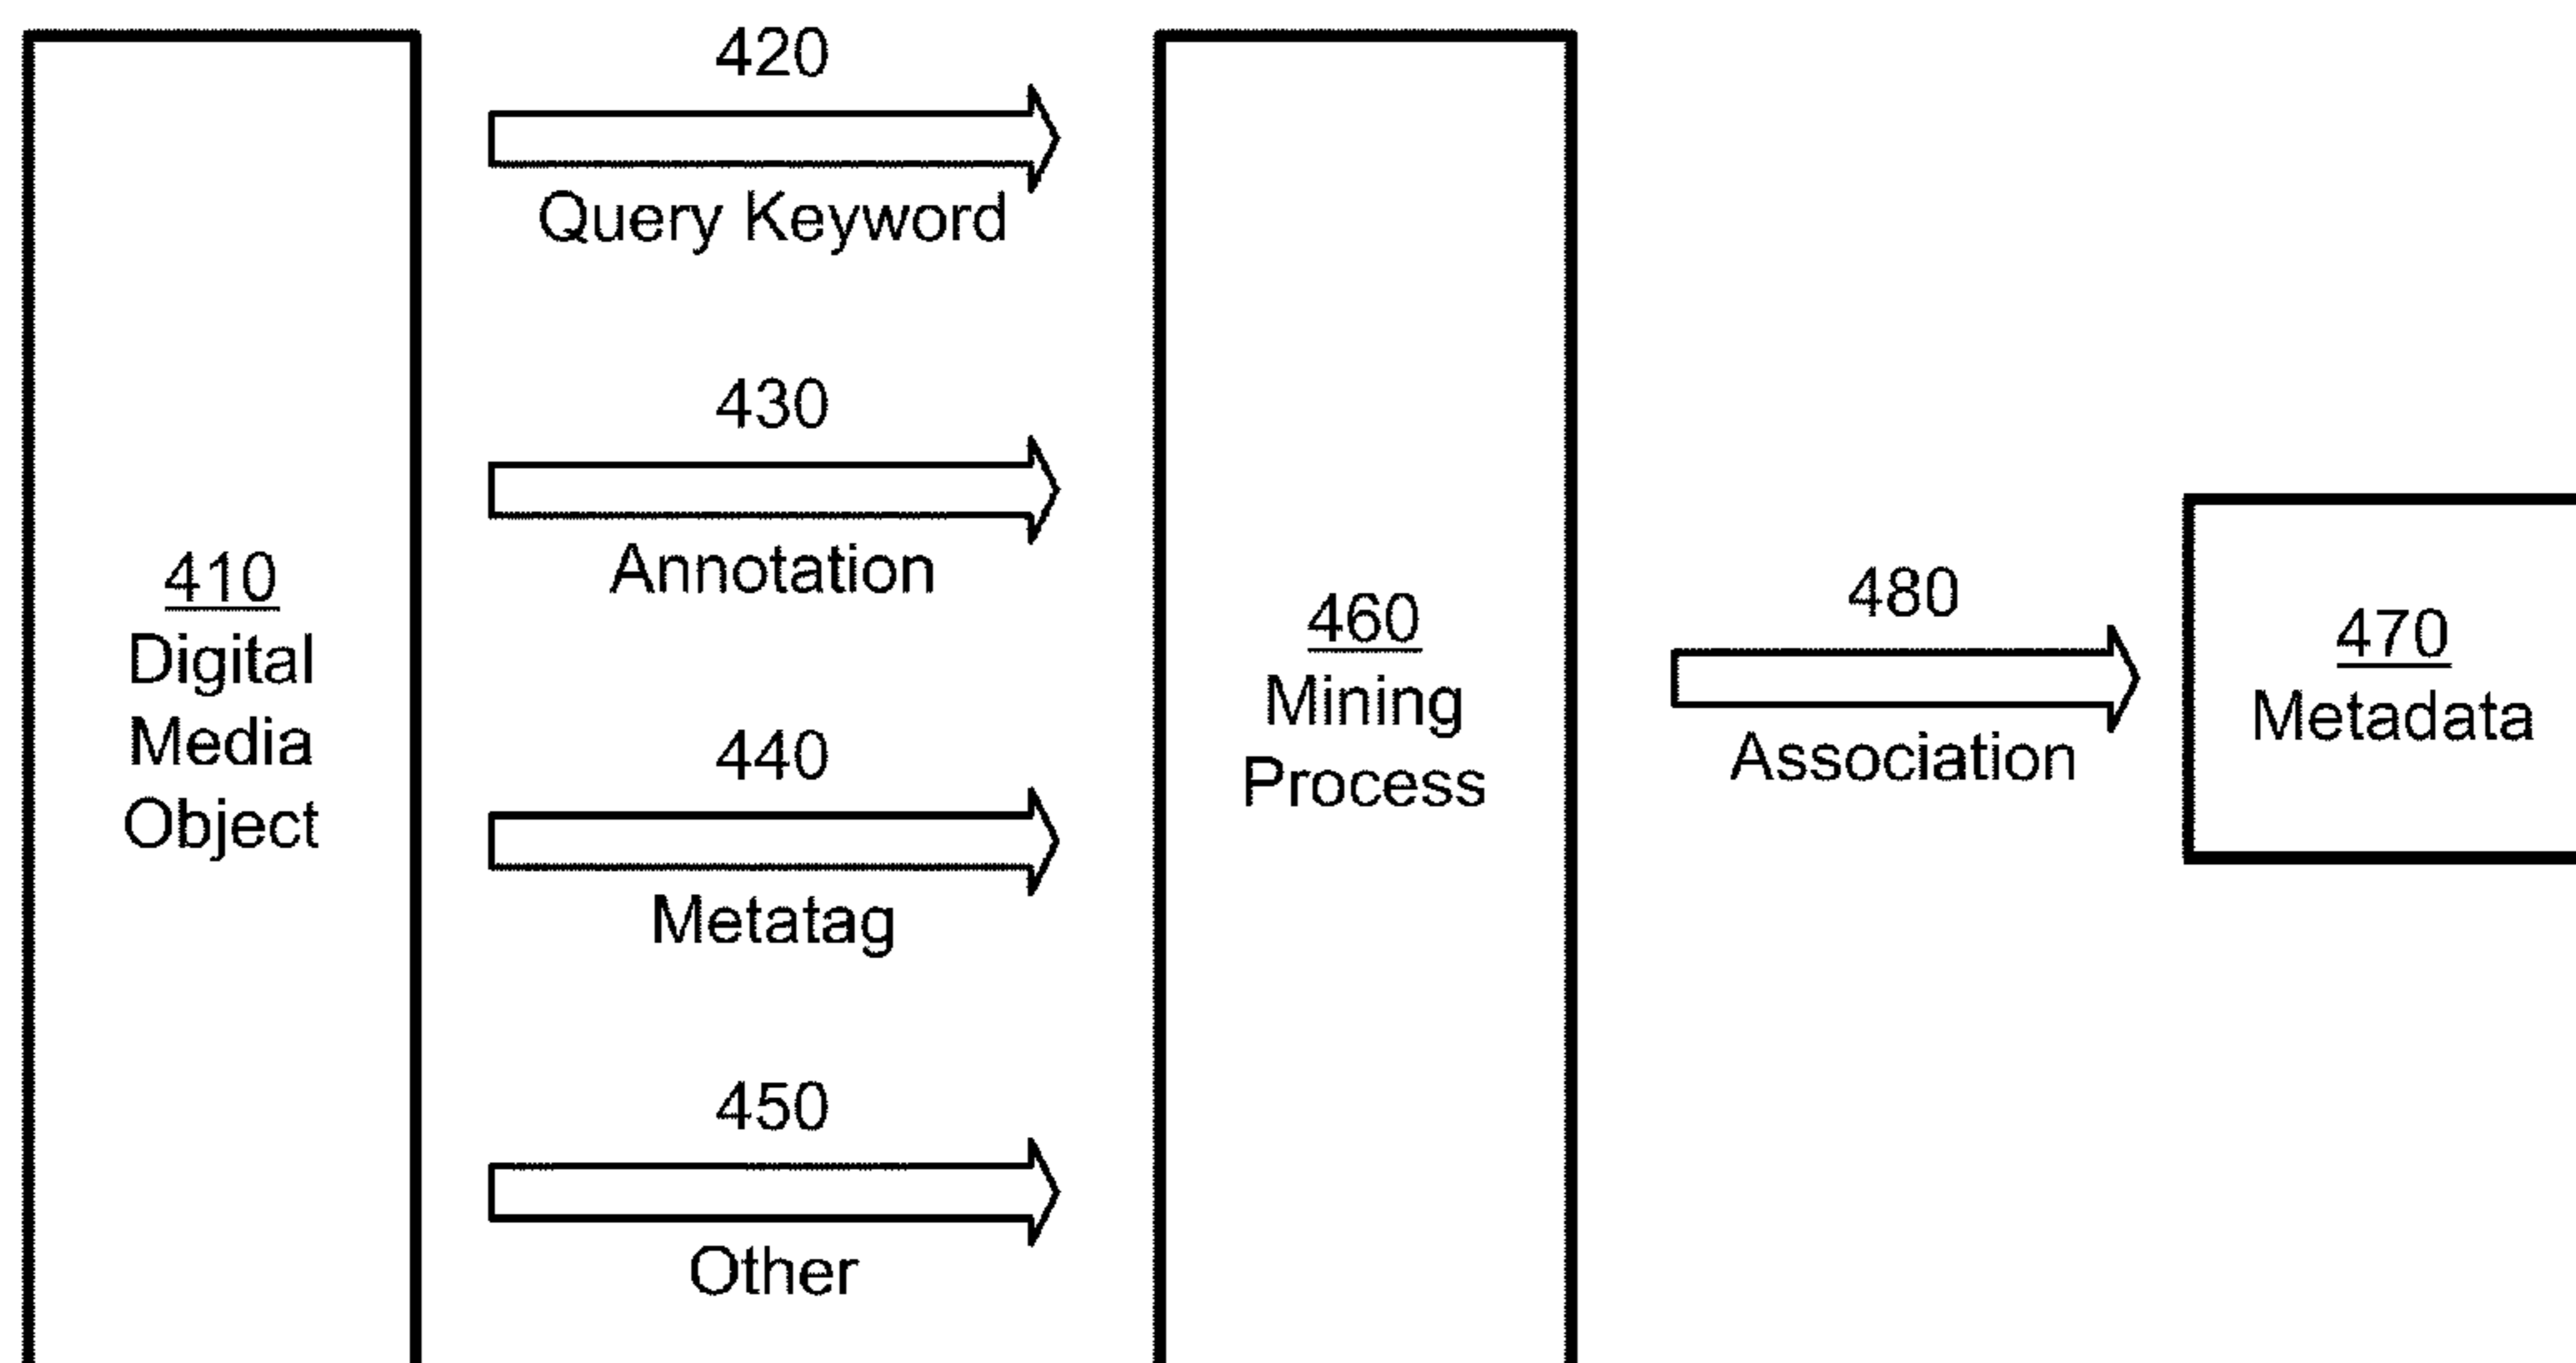 410
Digital
Media
Object
420
Query Keyword
430
Annotation
440
Metatag
450
Other
460
Mining
Process
480
Association
470
Metadata